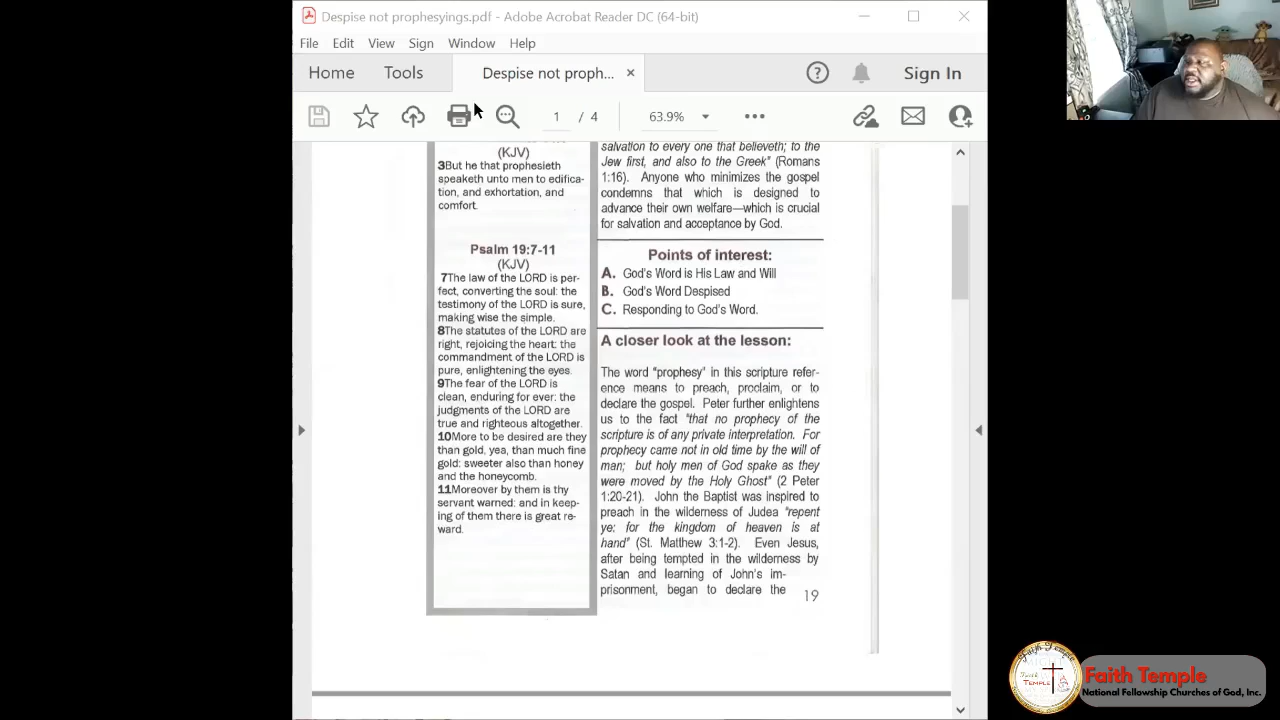 Despise not prophesyings.pdf - Adobe Acrobat Reader DC (64-bit)
File Edit View Sign Window Help
Home Tools Despise not proph... × Sign In
1 / 4 63.9%
(KJV)
3But he that prophesieth
speaketh unto men to edifica-
tion, and exhortation, and
comfort.
Psalm 19:7-11
(KJV)
7The law of the LORD is per-
fect, converting the soul: the
testimony of the LORD is sure,
making wise the simple.
8The statutes of the LORD are
right, rejoicing the heart: the
commandment of the LORD is
pure, enlightening the eyes.
9The fear of the LORD is
clean, enduring for ever: the
judgments of the LORD are
true and righteous altogether.
10More to be desired are they
than gold, yea, than much fine
gold: sweeter also than honey
and the honeycomb.
11Moreover by them is thy
servant warned: and in keep-
ing of them there is great re-
ward.
salvation to every one that believeth; to the
Jew first, and also to the Greek" (Romans
1:16). Anyone who minimizes the gospel
condemns that which is designed to
advance their own welfare—which is crucial
for salvation and acceptance by God.
Points of interest:
A. God's Word is His Law and Will
B. God's Word Despised
C. Responding to God's Word.
A closer look at the lesson:
The word "prophesy" in this scripture refer-
ence means to preach, proclaim, or to
declare the gospel. Peter further enlightens
us to the fact "that no prophecy of the
scripture is of any private interpretation. For
prophecy came not in old time by the will of
man; but holy men of God spake as they
were moved by the Holy Ghost" (2 Peter
1:20-21). John the Baptist was inspired to
preach in the wilderness of Judea "repent
ye: for the kingdom of heaven is at
hand" (St. Matthew 3:1-2). Even Jesus,
after being tempted in the wilderness by
Satan and learning of John's im-
prisonment, began to declare the
19
Faith Temple
Faith
TEMPLE
Faith Temple
National Fellowship Churches of God, Inc.